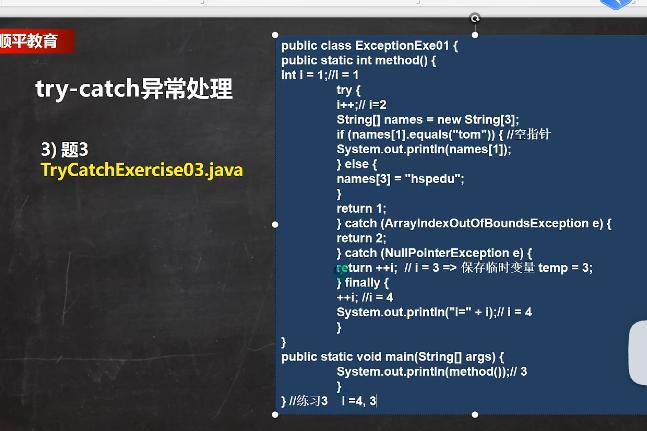 顺平教育
try-catch异常处理
3) 题3
TryCatchExercise03.java
public class ExceptionExe01 {
public static int method() {
int i = 1;//i = 1
try {
i++;// i=2
String[] names = new String[3];
if (names[1].equals("tom")) { //空指针
System.out.println(names[1]);
} else {
names[3] = "hspedu";
}
return 1;
} catch (ArrayIndexOutOfBoundsException e) {
return 2;
} catch (NullPointerException e) {
return ++i;  // i = 3 => 保存临时变量 temp = 3;
} finally {
++i; //i = 4
System.out.println("i=" + i);// i = 4
}
}
public static void main(String[] args) {
System.out.println(method());// 3
}
} //练习3    i =4, 3